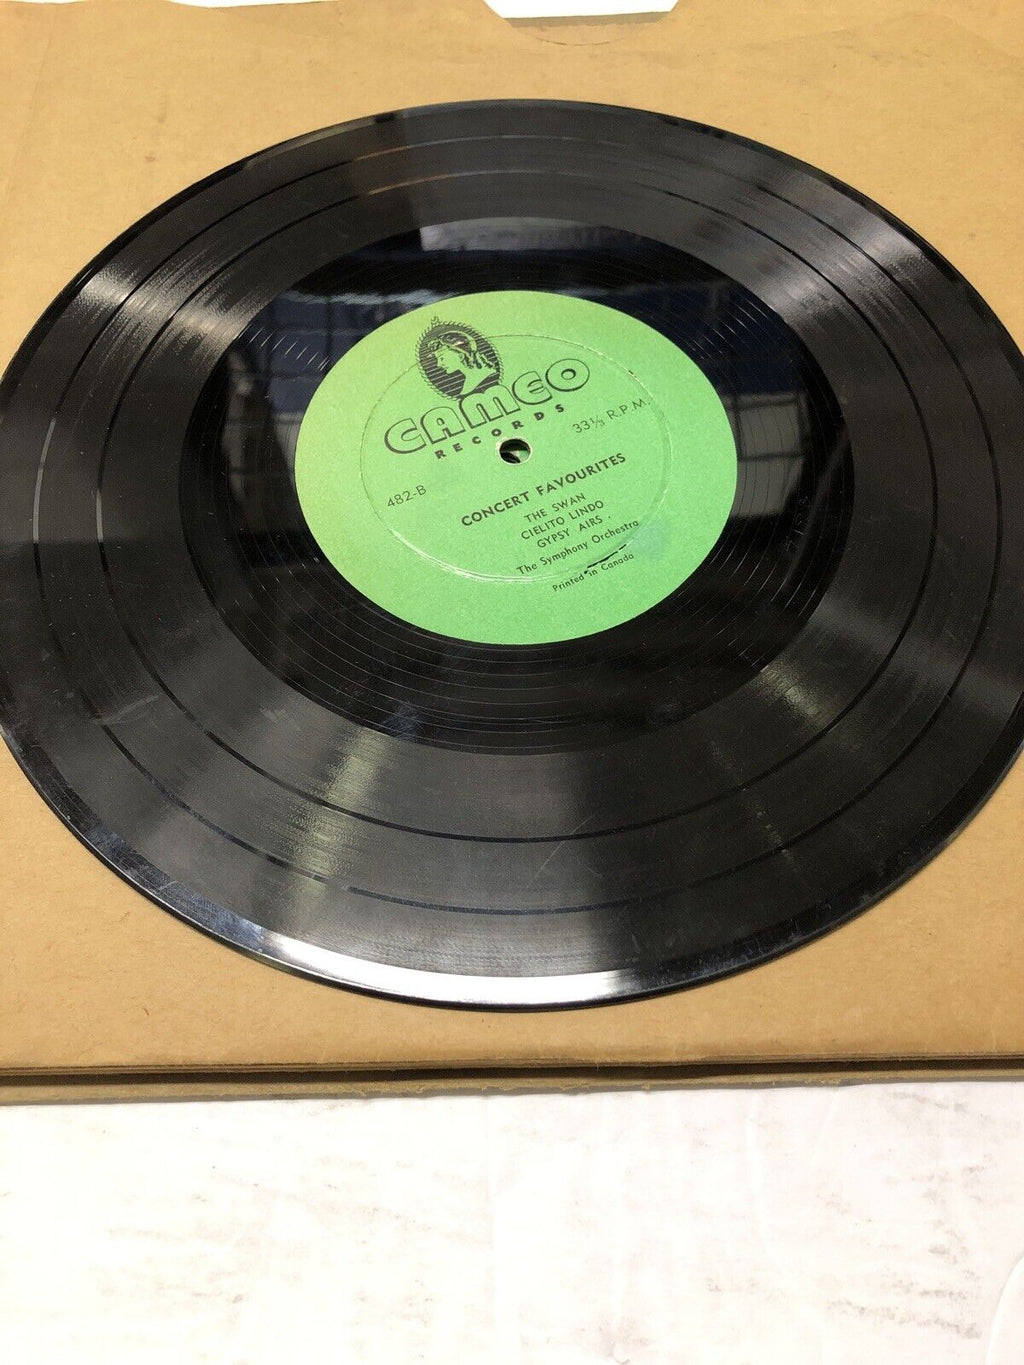 CAMEO
RECORDS
33⅓ R.P.M.
482-B
CONCERT FAVOURITES
THE SWAN
CIELITO LINDO
GYPSY AIRS
The Symphony Orchestra
Printed in Canada